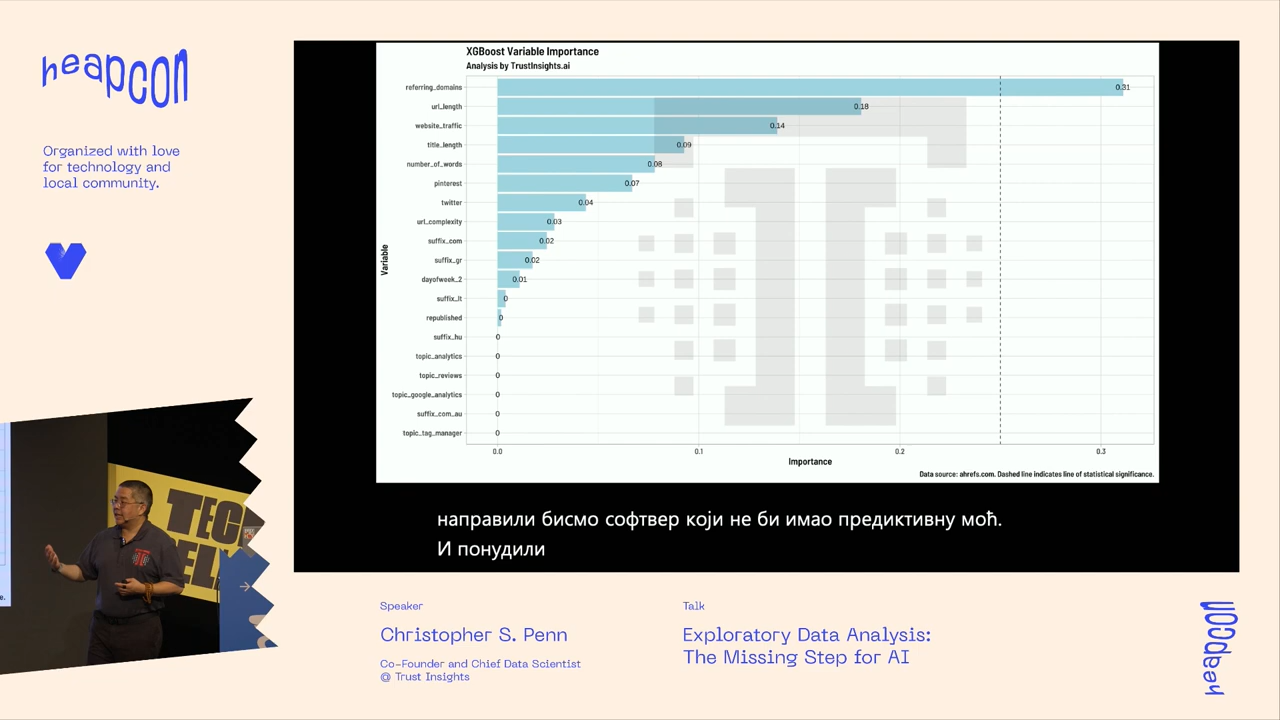 heapcon
Organized with love
for technology and
local community.
XGBoost Variable Importance
Analysis by TrustInsights.ai
Variable
referring_domains 0.31
url_length 0.18
website_traffic 0.14
title_length 0.09
number_of_words 0.08
pinterest 0.07
twitter 0.04
url_complexity 0.03
suffix_com 0.02
suffix_gr 0.02
dayofweek_2 0.01
suffix_lt 0
republished 0
suffix_hu 0
topic_analytics 0
topic_reviews 0
topic_google_analytics 0
suffix_com_au 0
topic_tag_manager 0
0.0 0.1 0.2 0.3
Importance
Data source: ahrefs.com. Dashed line indicates line of statistical significance.
направили бисмо софтвер који не би имао предиктивну моћ.
И понудили
Speaker
Christopher S. Penn
Co-Founder and Chief Data Scientist
@ Trust Insights
Talk
Exploratory Data Analysis:
The Missing Step for AI
heapcon